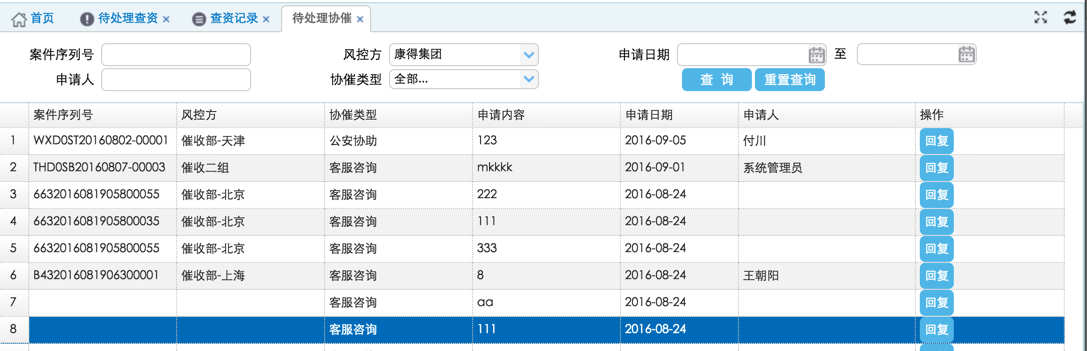 首页 待处理查资 × 查资记录 × 待处理协催 ×
案件序列号 风控方 康得集团 申请日期 至
申请人 协催类型 全部... 查 询 重置查询
案件序列号 风控方 协催类型 申请内容 申请日期 申请人 操作
1 WXD0ST20160802-00001 催收部-天津 公安协助 123 2016-09-05 付川 回复
2 THD0SB20160807-00003 催收二组 客服咨询 mkkkk 2016-09-01 系统管理员 回复
3 6632016081905800055 催收部-北京 客服咨询 222 2016-08-24 回复
4 6632016081905800035 催收部-北京 客服咨询 111 2016-08-24 回复
5 6632016081905800055 催收部-北京 客服咨询 333 2016-08-24 回复
6 B432016081906300001 催收部-上海 客服咨询 8 2016-08-24 王朝阳 回复
7 客服咨询 aa 2016-08-24 回复
8 客服咨询 111 2016-08-24 回复